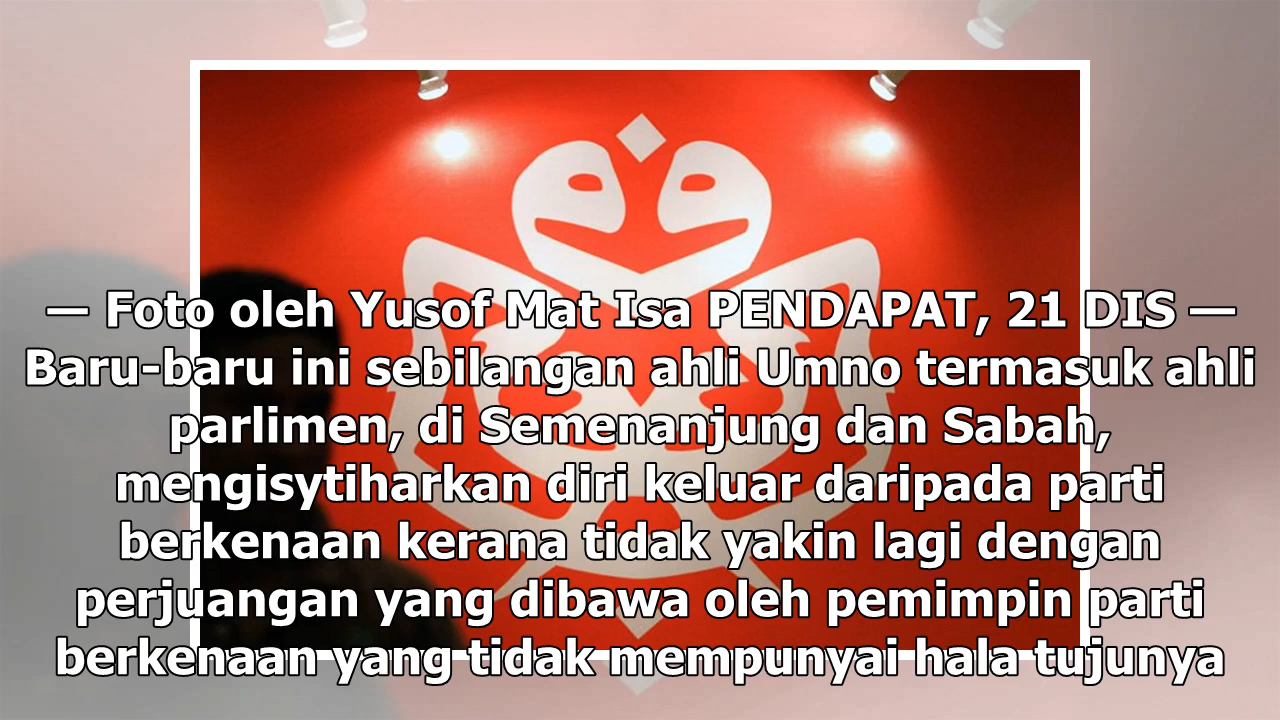 — Foto oleh Yusof Mat Isa PENDAPAT, 21 DIS —
Baru-baru ini sebilangan ahli Umno termasuk ahli
parlimen, di Semenanjung dan Sabah,
mengisytiharkan diri keluar daripada parti
berkenaan kerana tidak yakin lagi dengan
perjuangan yang dibawa oleh pemimpin parti
berkenaan yang tidak mempunyai hala tujunya